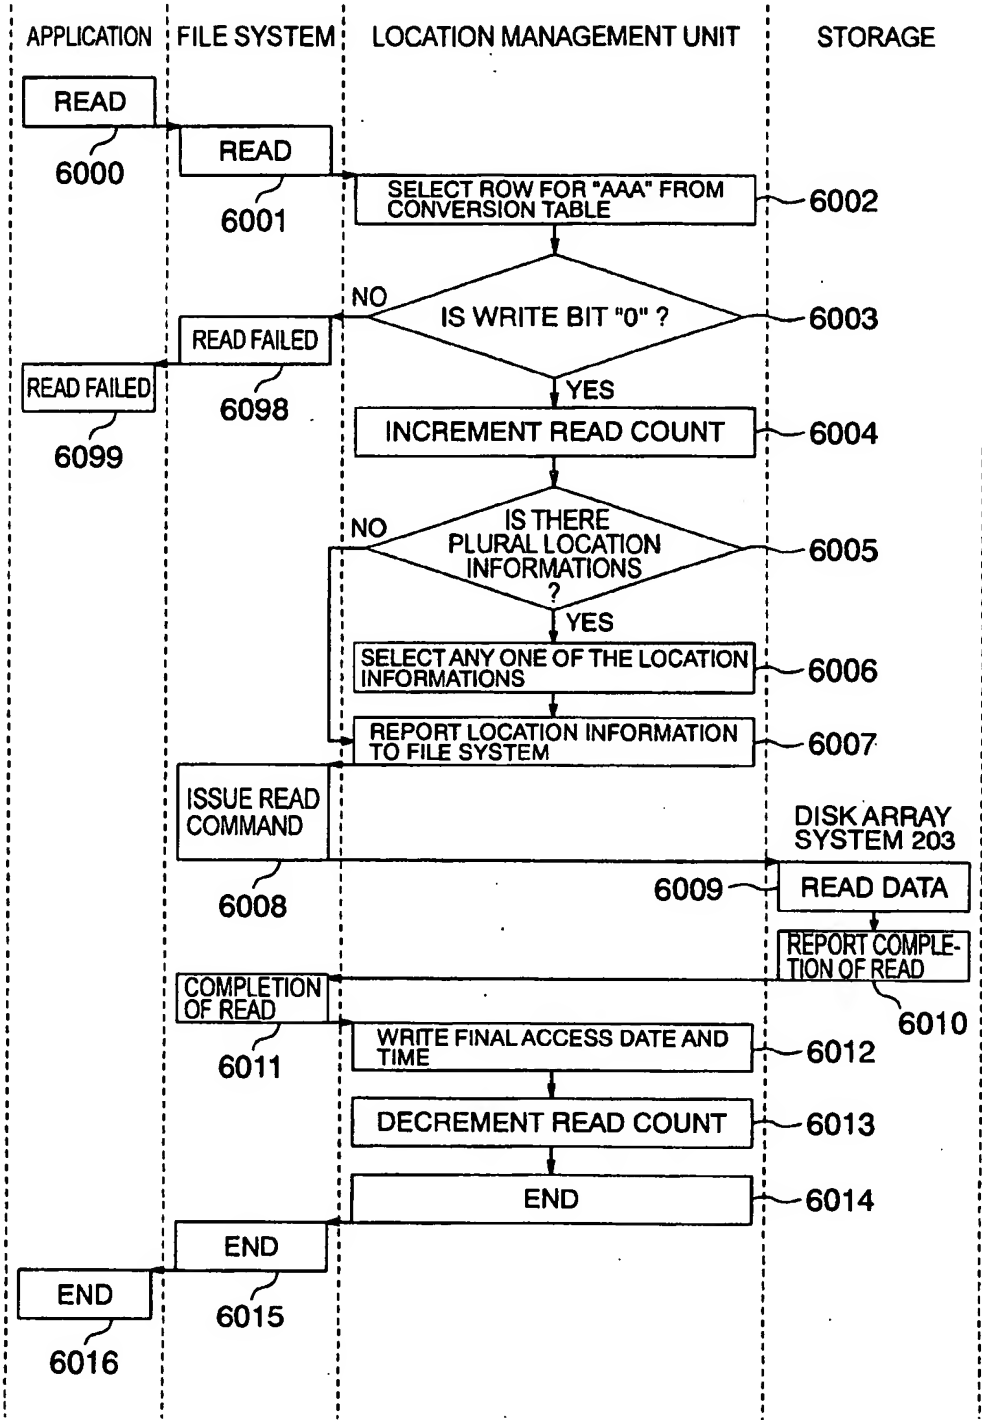 APPLICATION
FILE SYSTEM
LOCATION MANAGEMENT UNIT
STORAGE
READ
6000
READ
6001
SELECT ROW FOR "AAA" FROM
CONVERSION TABLE
6002
IS WRITE BIT "0" ?
6003
NO
READ FAILED
6098
READ FAILED
6099
YES
INCREMENT READ COUNT
6004
IS THERE
PLURAL LOCATION
INFORMATIONS
?
6005
NO
YES
SELECT ANY ONE OF THE LOCATION
INFORMATIONS
6006
REPORT LOCATION INFORMATION
TO FILE SYSTEM
6007
ISSUE READ
COMMAND
6008
DISK ARRAY
SYSTEM 203
6009
READ DATA
REPORT COMPLE-
TION OF READ
6010
COMPLETION
OF READ
6011
WRITE FINAL ACCESS DATE AND
TIME
6012
DECREMENT READ COUNT
6013
END
6014
END
6015
END
6016